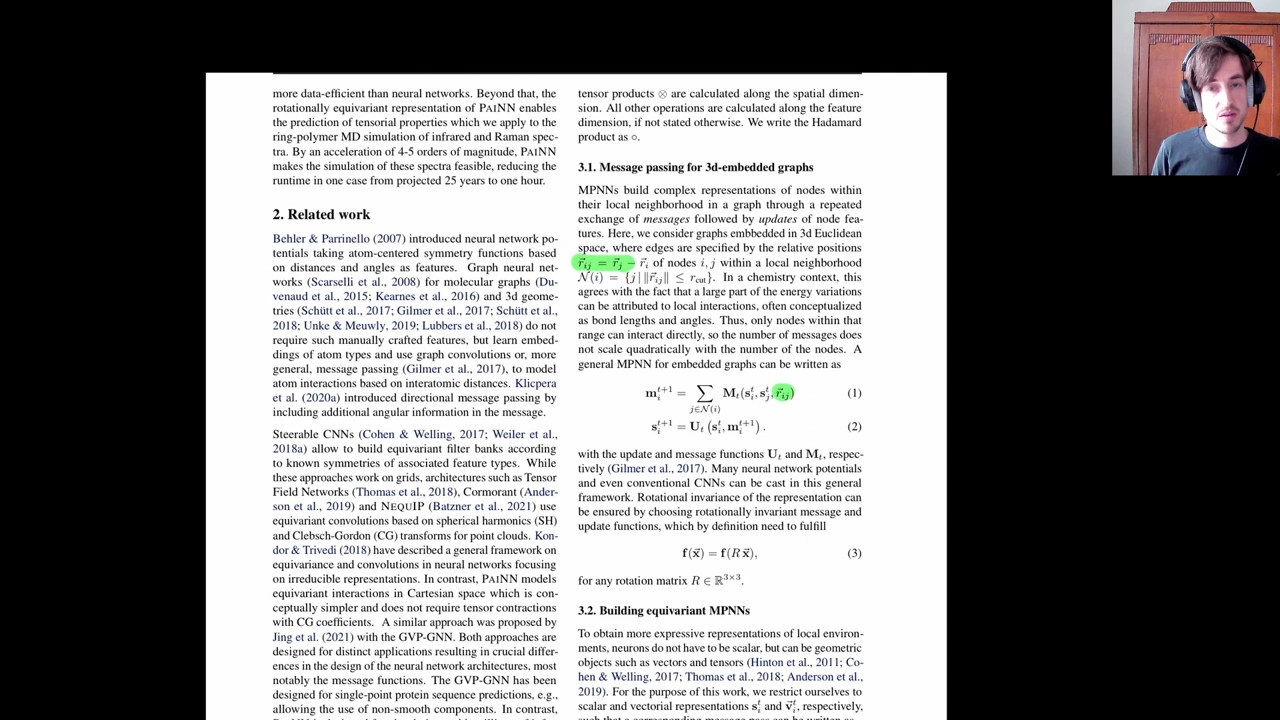 more data-efficient than neural networks. Beyond that, the
rotationally equivariant representation of PAINN enables
the prediction of tensorial properties which we apply to the
ring-polymer MD simulation of infrared and Raman spec-
tra. By an acceleration of 4-5 orders of magnitude, PAINN
makes the simulation of these spectra feasible, reducing the
runtime in one case from projected 25 years to one hour.
2. Related work
Behler & Parrinello (2007) introduced neural network po-
tentials taking atom-centered symmetry functions based
on distances and angles as features. Graph neural net-
works (Scarselli et al., 2008) for molecular graphs (Du-
venaud et al., 2015; Kearnes et al., 2016) and 3d geome-
tries (Schütt et al., 2017; Gilmer et al., 2017; Schütt et al.,
2018; Unke & Meuwly, 2019; Lubbers et al., 2018) do not
require such manually crafted features, but learn embed-
dings of atom types and use graph convolutions or, more
general, message passing (Gilmer et al., 2017), to model
atom interactions based on interatomic distances. Klicpera
et al. (2020a) introduced directional message passing by
including additional angular information in the message.
Steerable CNNs (Cohen & Welling, 2017; Weiler et al.,
2018a) allow to build equivariant filter banks according
to known symmetries of associated feature types. While
these approaches work on grids, architectures such as Tensor
Field Networks (Thomas et al., 2018), Cormorant (Ander-
son et al., 2019) and NEQUIP (Batzner et al., 2021) use
equivariant convolutions based on spherical harmonics (SH)
and Clebsch-Gordon (CG) transforms for point clouds. Kon-
dor & Trivedi (2018) have described a general framework on
equivariance and convolutions in neural networks focusing
on irreducible representations. In contrast, PAINN models
equivariant interactions in Cartesian space which is con-
ceptually simpler and does not require tensor contractions
with CG coefficients. A similar approach was proposed by
Jing et al. (2021) with the GVP-GNN. Both approaches are
designed for distinct applications resulting in crucial differ-
ences in the design of the neural network architectures, most
notably the message functions. The GVP-GNN has been
designed for single-point protein sequence predictions, e.g.,
allowing the use of non-smooth components. In contrast,
tensor products ⊗ are calculated along the spatial dimen-
sion. All other operations are calculated along the feature
dimension, if not stated otherwise. We write the Hadamard
product as ∘.
3.1. Message passing for 3d-embedded graphs
MPNNs build complex representations of nodes within
their local neighborhood in a graph through a repeated
exchange of messages followed by updates of node fea-
tures. Here, we consider graphs embbedded in 3d Euclidean
space, where edges are specified by the relative positions
r⃗ij = r⃗j − r⃗i of nodes i, j within a local neighborhood
N(i) = {j | ‖r⃗ij‖ ≤ rcut}. In a chemistry context, this
agrees with the fact that a large part of the energy variations
can be attributed to local interactions, often conceptualized
as bond lengths and angles. Thus, only nodes within that
range can interact directly, so the number of messages does
not scale quadratically with the number of the nodes. A
general MPNN for embedded graphs can be written as
m_i^{t+1} = ∑_{j∈N(i)} M_t(s_i^t, s_j^t, r⃗ij) (1)
s_i^{t+1} = U_t (s_i^t, m_i^{t+1}) . (2)
with the update and message functions U_t and M_t, respec-
tively (Gilmer et al., 2017). Many neural network potentials
and even conventional CNNs can be cast in this general
framework. Rotational invariance of the representation can
be ensured by choosing rotationally invariant message and
update functions, which by definition need to fulfill
f(x⃗) = f(R x⃗), (3)
for any rotation matrix R ∈ ℝ^{3×3}.
3.2. Building equivariant MPNNs
To obtain more expressive representations of local environ-
ments, neurons do not have to be scalar, but can be geometric
objects such as vectors and tensors (Hinton et al., 2011; Co-
hen & Welling, 2017; Thomas et al., 2018; Anderson et al.,
2019). For the purpose of this work, we restrict ourselves to
scalar and vectorial representations s_i^t and v⃗_i^t, respectively,